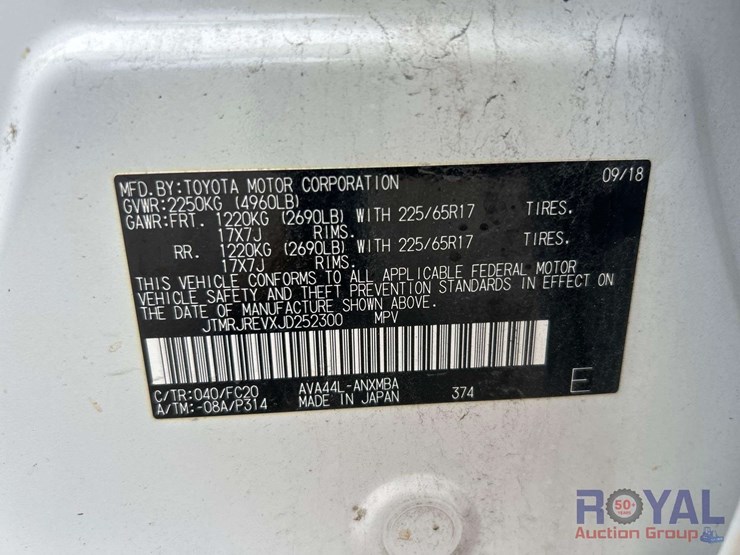 MFD.BY:TOYOTA MOTOR CORPORATION 09/18
GVWR:2250KG (4960LB)
GAWR:FRT. 1220KG (2690LB) WITH 225/65R17 TIRES.
17X7J RIMS.
RR. 1220KG (2690LB) WITH 225/65R17 TIRES.
17X7J RIMS.
THIS VEHICLE CONFORMS TO ALL APPLICABLE FEDERAL MOTOR
VEHICLE SAFETY AND THEFT PREVENTION STANDARDS IN EFFECT ON
THE DATE OF MANUFACTURE SHOWN ABOVE.
JTMRJREVXJD252300 MPV
C/TR:040/FC20 AVA44L-ANXMBA
A/TM:-08A/P314 MADE IN JAPAN 374 E
ROYAL
50+
YEARS
Auction Group